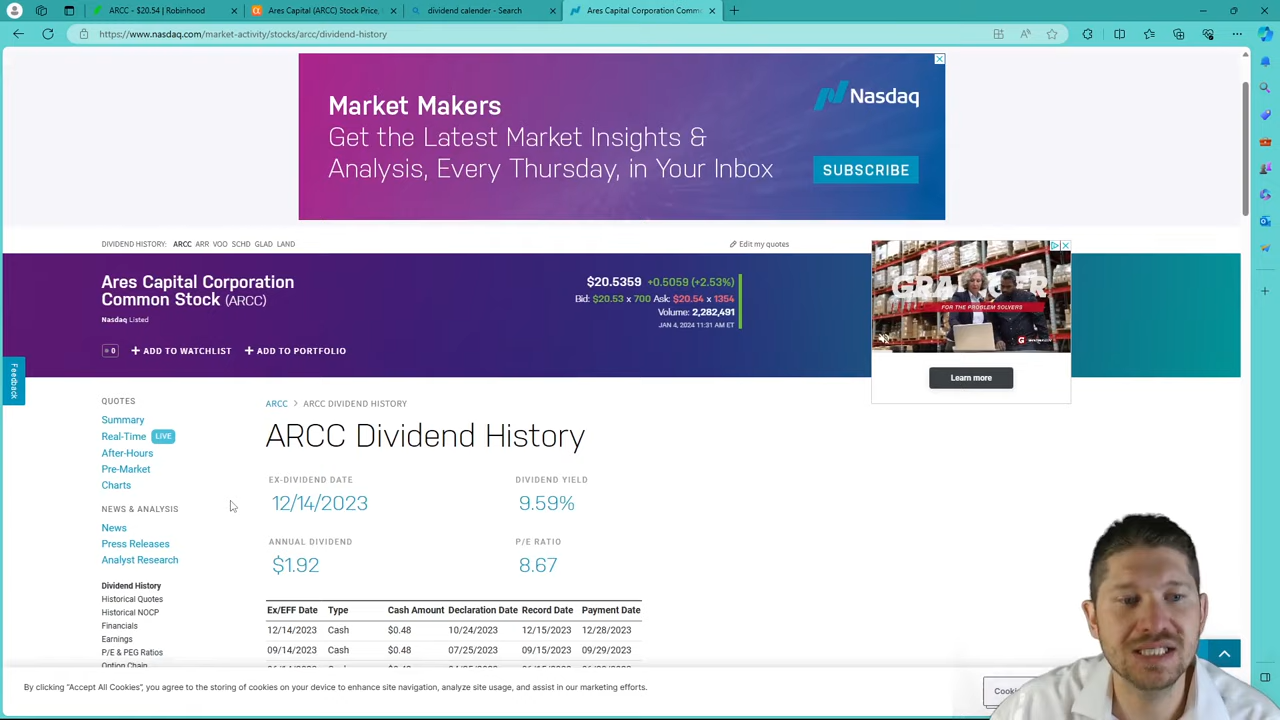 ARCC - $20.54 | Robinhood
Ares Capital (ARCC) Stock Price,
dividend calender - Search
Ares Capital Corporation Comm
https://www.nasdaq.com/market-activity/stocks/arcc/dividend-history
Market Makers
Get the Latest Market Insights &
Analysis, Every Thursday, in Your Inbox
Nasdaq
SUBSCRIBE
DIVIDEND HISTORY: ARCC ARR VOO SCHD GLAD LAND
Edit my quotes
Ares Capital Corporation
Common Stock (ARCC)
Nasdaq Listed
$20.5359 +0.5059 (+2.53%)
Bid: $20.53 x 700 Ask: $20.54 x 1354
Volume: 2,282,491
JAN 4, 2024 11:31 AM ET
0 + ADD TO WATCHLIST + ADD TO PORTFOLIO
FOR THE PROBLEM SOLVERS
Learn more
Feedback
QUOTES
Summary
Real-Time LIVE
After-Hours
Pre-Market
Charts
NEWS & ANALYSIS
News
Press Releases
Analyst Research
Dividend History
Historical Quotes
Historical NOCP
Financials
Earnings
P/E & PEG Ratios
Option Chain
ARCC > ARCC DIVIDEND HISTORY
ARCC Dividend History
EX-DIVIDEND DATE
12/14/2023
DIVIDEND YIELD
9.59%
ANNUAL DIVIDEND
$1.92
P/E RATIO
8.67
Ex/EFF Date Type Cash Amount Declaration Date Record Date Payment Date
12/14/2023 Cash $0.48 10/24/2023 12/15/2023 12/28/2023
09/14/2023 Cash $0.48 07/25/2023 09/15/2023 09/29/2023
By clicking "Accept All Cookies", you agree to the storing of cookies on your device to enhance site navigation, analyze site usage, and assist in our marketing efforts.